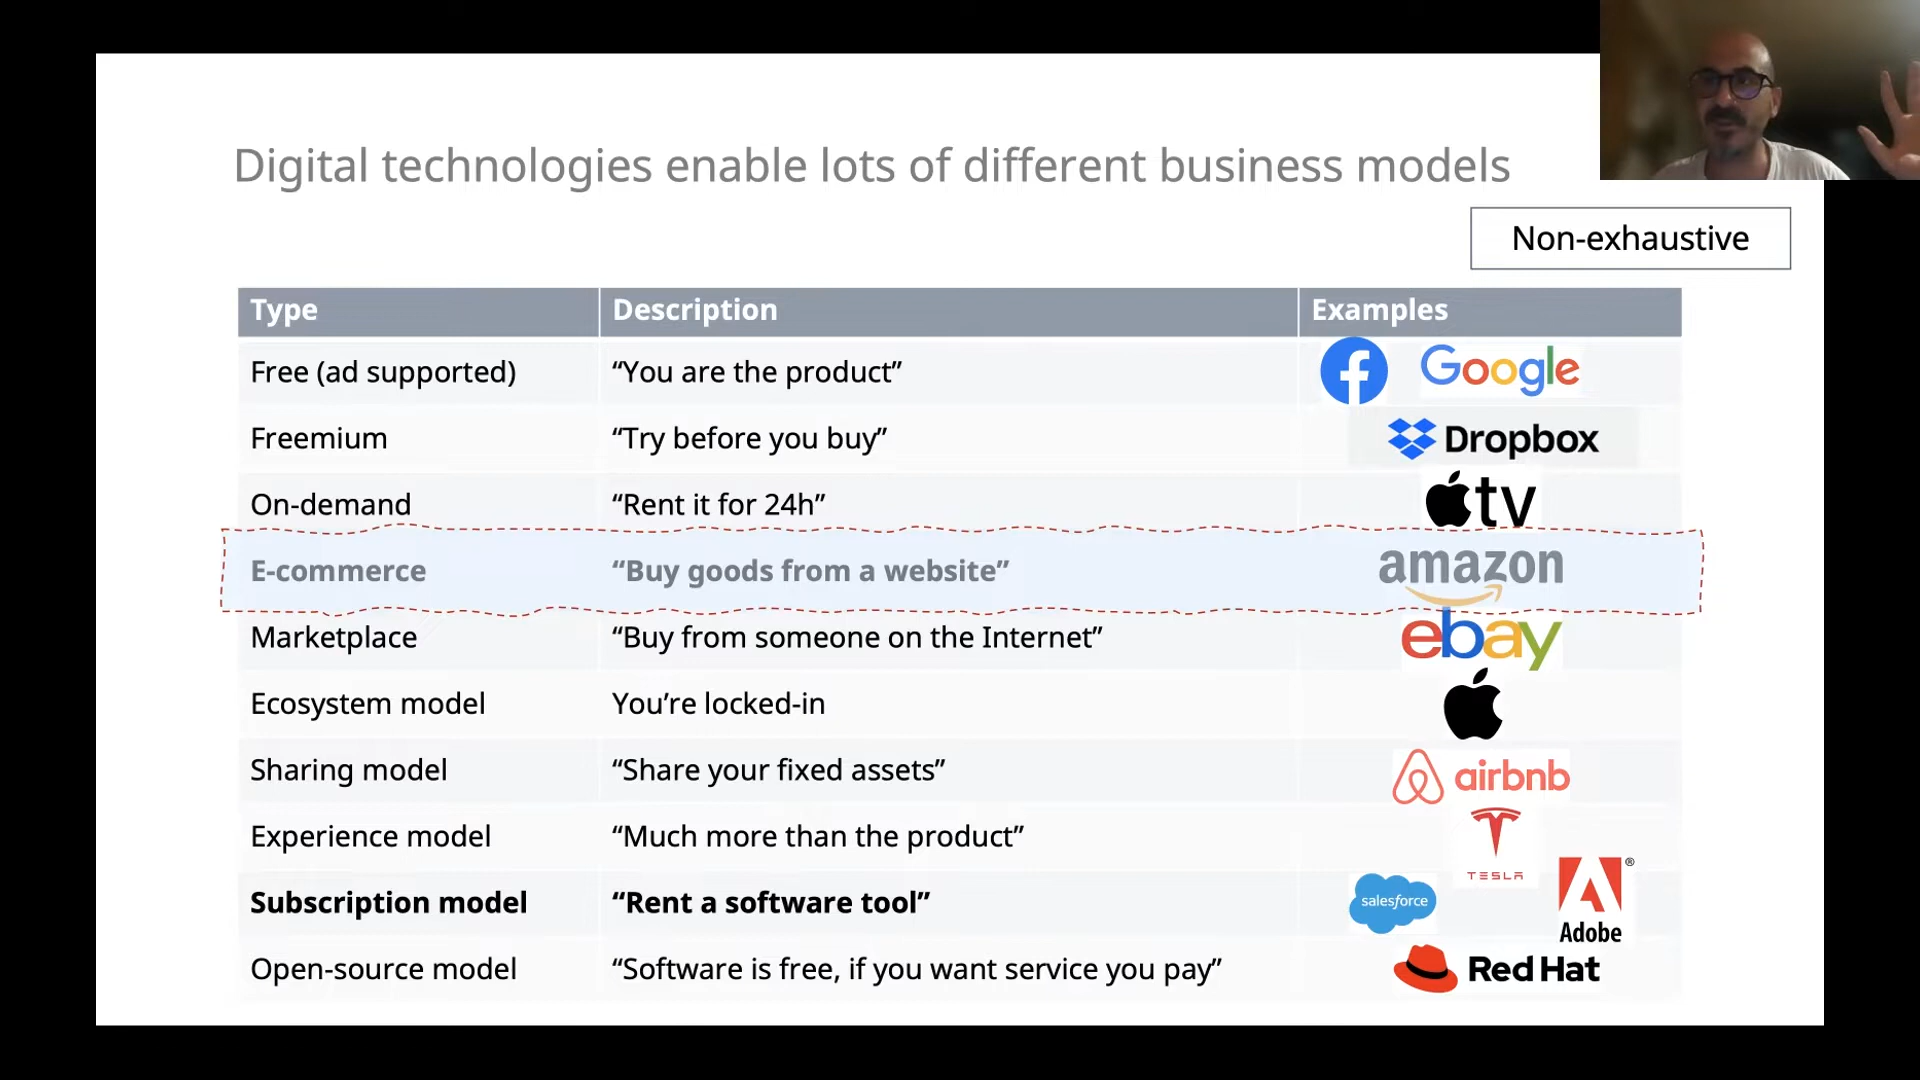 Digital technologies enable lots of different business models
Non-exhaustive
Type Description Examples
Free (ad supported) “You are the product” f Google
Freemium “Try before you buy” Dropbox
On-demand “Rent it for 24h” tv
E-commerce “Buy goods from a website” amazon
Marketplace “Buy from someone on the Internet” ebay
Ecosystem model You’re locked-in
Sharing model “Share your fixed assets” airbnb
Experience model “Much more than the product” TESLA
Subscription model “Rent a software tool” salesforce Adobe®
Open-source model “Software is free, if you want service you pay” Red Hat